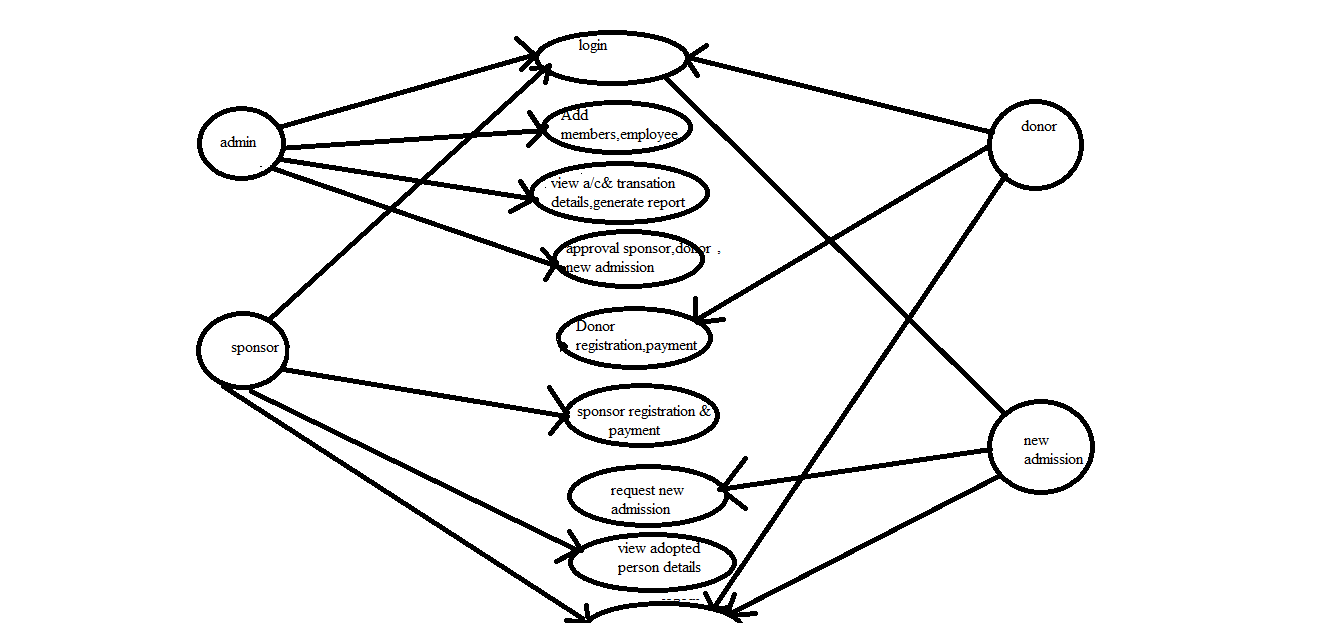 login
admin
Add
members,employee
donor
view a/c& transation
details,generate report
approval sponsor,donor ,
new admission
Donor
registration,payment
sponsor
sponsor registration &
payment
new
admission
request new
admission
view adopted
person details